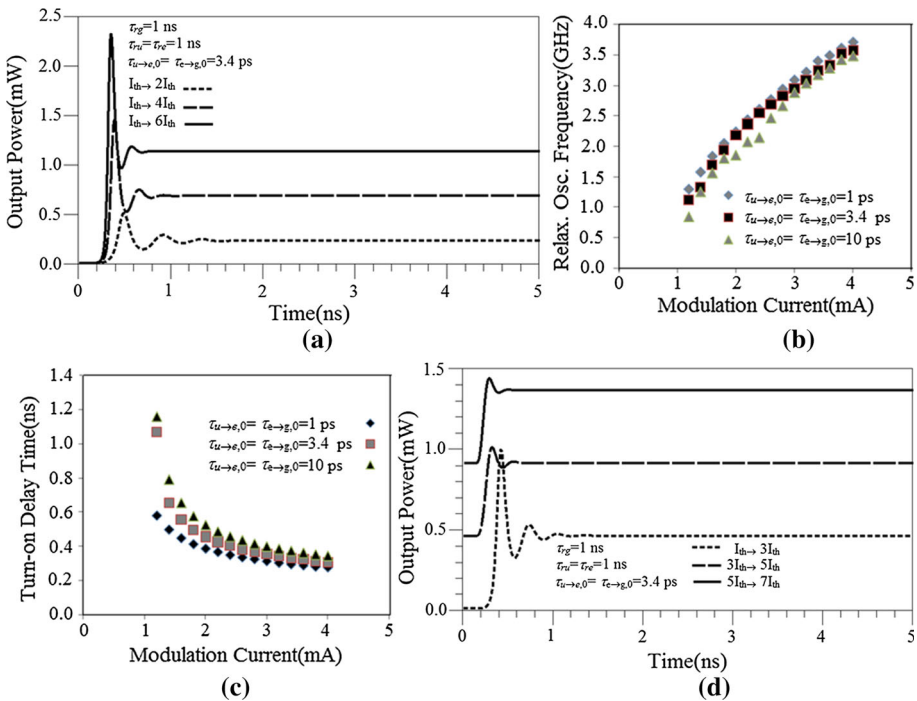 2.5
2.0
1.5
1.0
0.5
0.0
Output Power(mW)
τrg=1 ns
τru=τre=1 ns
τu→e,0= τe→g,0=3.4 ps
Ith→ 2Ith
Ith→ 4Ith
Ith→ 6Ith
0 1 2 3 4 5
Time(ns)
(a)
4.0
3.5
3.0
2.5
2.0
1.5
1.0
0.5
0.0
Relax. Osc. Frequency(GHz)
τu→e,0= τe→g,0=1 ps
τu→e,0= τe→g,0=3.4 ps
τu→e,0= τe→g,0=10 ps
0 1 2 3 4 5
Modulation Current(mA)
(b)
1.4
1.2
1.0
0.8
0.6
0.4
0.2
0.0
Turn-on Delay Time(ns)
τu→e,0= τe→g,0=1 ps
τu→e,0= τe→g,0=3.4 ps
τu→e,0= τe→g,0=10 ps
0 1 2 3 4 5
Modulation Current(mA)
(c)
1.5
1.0
0.5
0.0
Output Power(mW)
τrg=1 ns
τru=τre=1 ns
τu→e,0= τe→g,0=3.4 ps
Ith→ 3Ith
3Ith→ 5Ith
5Ith→ 7Ith
0 1 2 3 4 5
Time(ns)
(d)